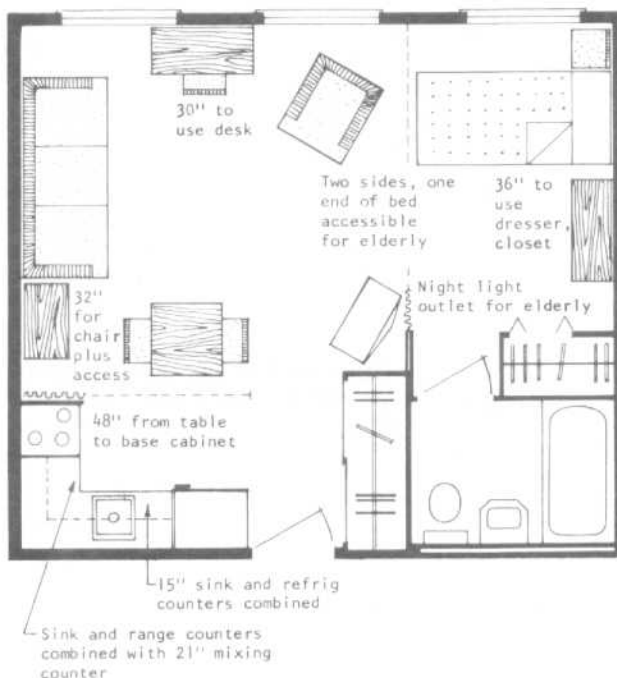 30" to
use desk
Two sides, one
end of bed
accessible
for elderly
36" to
use
dresser,
closet
32"
for
chair
plus
access
Night light
outlet for elderly
48" from table
to base cabinet
15" sink and refrig
counters combined
Sink and range counters
combined with 21" mixing
counter